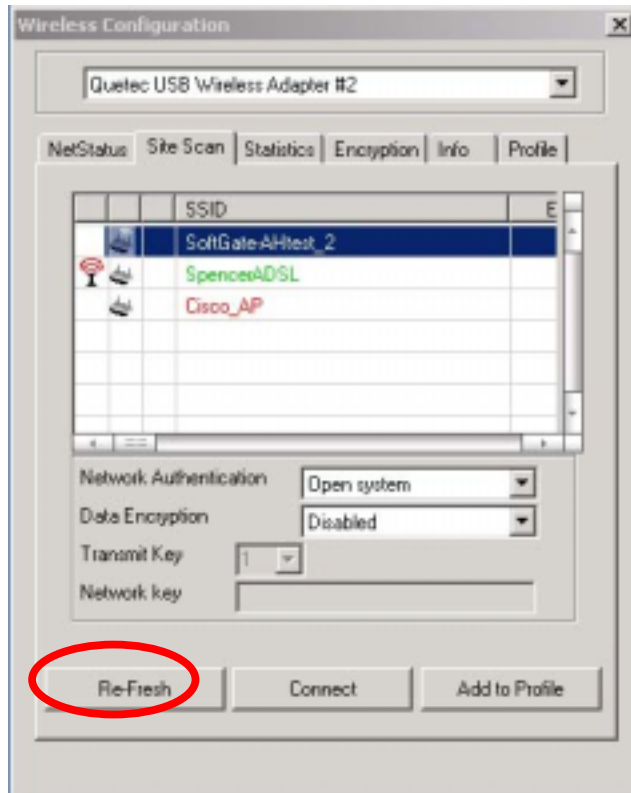 Wireless Configuration
Quetec USB Wireless Adapter #2
NetStatus Site Scan Statistics Encryption Info Profile
SSID E
SoftGate-AHtest_2
SpencerADSL
Cisco_AP
Network Authentication Open system
Data Encryption Disabled
Transmit Key 1
Network key
Re-Fresh Connect Add to Profile